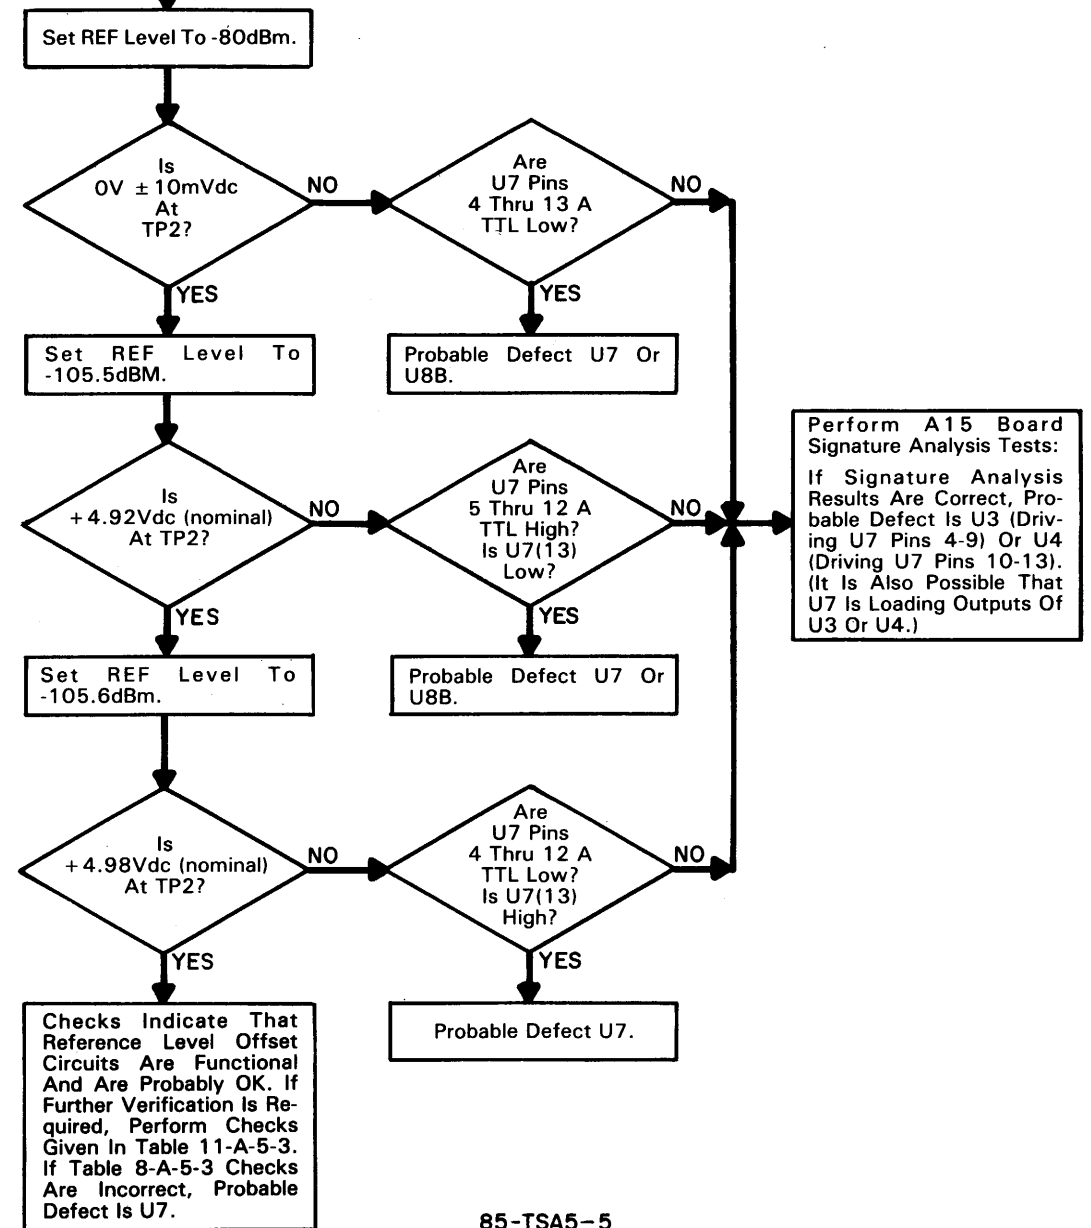 Set REF Level To -80dBm.
Is
0V ± 10mVdc
At
TP2?
NO
Are
U7 Pins
4 Thru 13 A
TTL Low?
NO
YES
YES
Set REF Level To
-105.5dBM.
Probable Defect U7 Or
U8B.
Is
+4.92Vdc (nominal)
At TP2?
NO
Are
U7 Pins
5 Thru 12 A
TTL High?
Is U7(13)
Low?
NO
Perform A15 Board
Signature Analysis Tests:
If Signature Analysis
Results Are Correct, Pro-
bable Defect Is U3 (Driv-
ing U7 Pins 4-9) Or U4
(Driving U7 Pins 10-13).
(It Is Also Possible That
U7 Is Loading Outputs Of
U3 Or U4.)
YES
YES
Set REF Level To
-105.6dBm.
Probable Defect U7 Or
U8B.
Is
+4.98Vdc (nominal)
At TP2?
NO
Are
U7 Pins
4 Thru 12 A
TTL Low?
Is U7(13)
High?
NO
YES
YES
Checks Indicate That
Reference Level Offset
Circuits Are Functional
And Are Probably OK. If
Further Verification Is Re-
quired, Perform Checks
Given In Table 11-A-5-3.
If Table 8-A-5-3 Checks
Are Incorrect, Probable
Defect Is U7.
Probable Defect U7.
85-TSA5-5